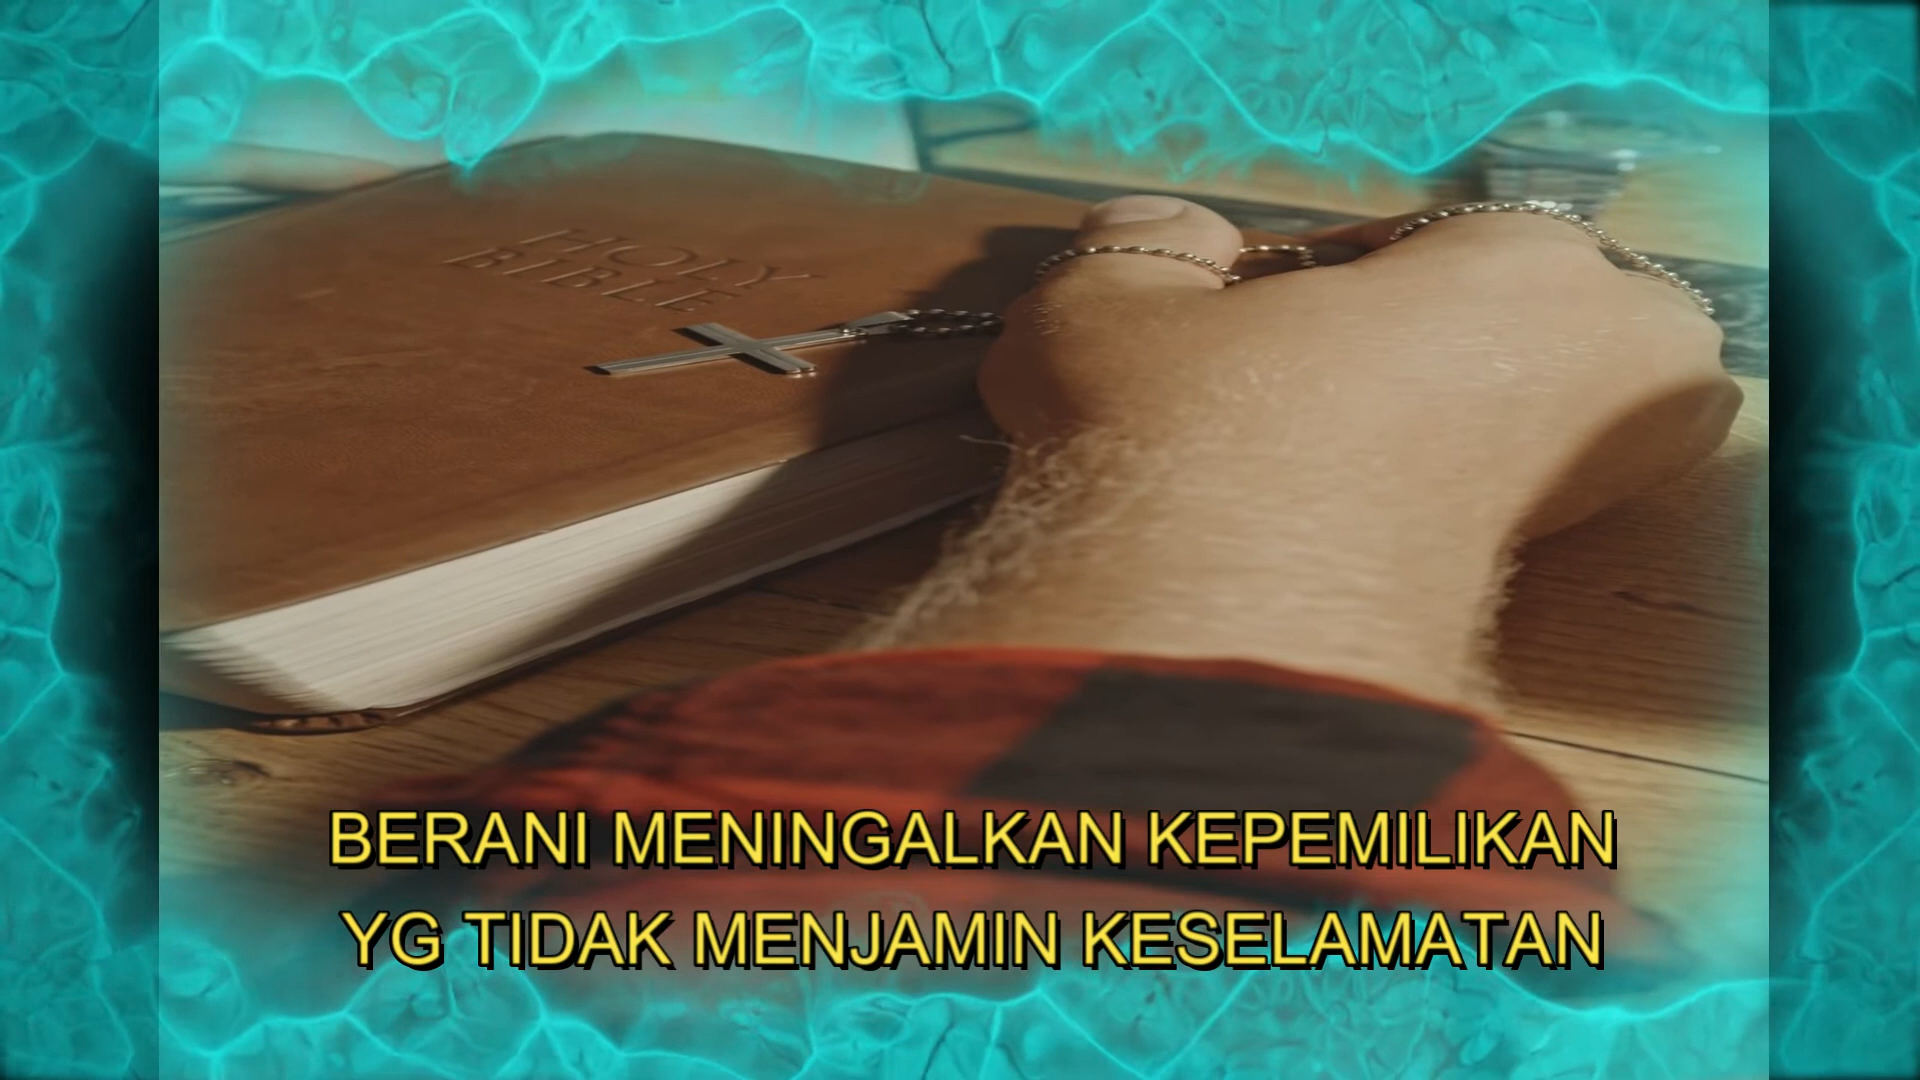 HOLY
BIBLE
BERANI MENINGALKAN KEPEMILIKAN
YG TIDAK MENJAMIN KESELAMATAN